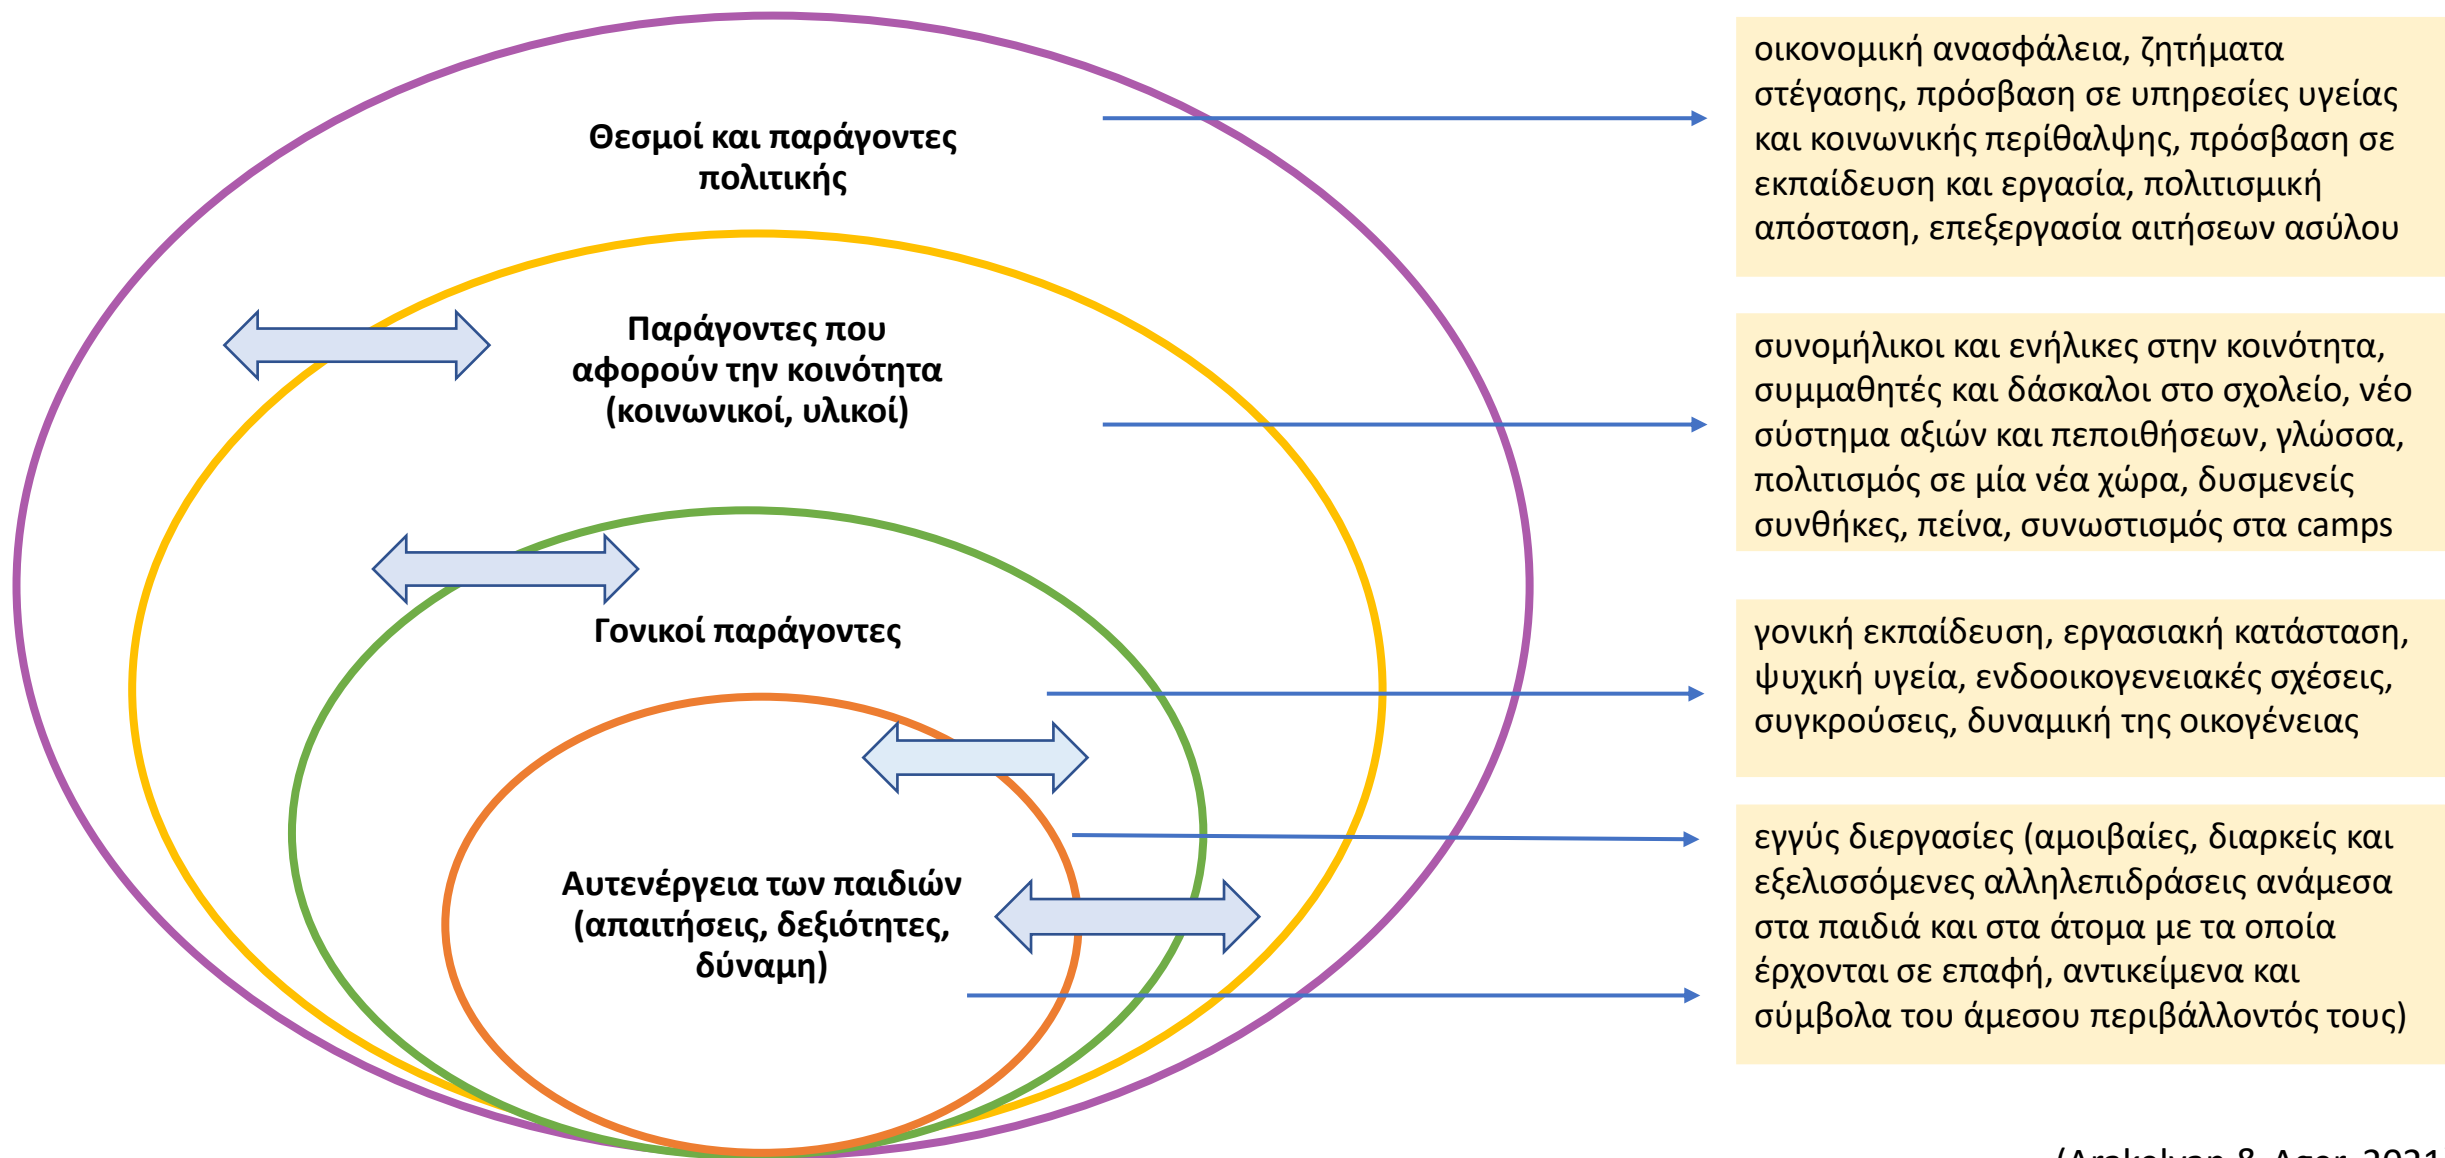 Θεσμοί και παράγοντες
πολιτικής
οικονομική ανασφάλεια, ζητήματα
στέγασης, πρόσβαση σε υπηρεσίες υγείας
και κοινωνικής περίθαλψης, πρόσβαση σε
εκπαίδευση και εργασία, πολιτισμική
απόσταση, επεξεργασία αιτήσεων ασύλου
Παράγοντες που
αφορούν την κοινότητα
(κοινωνικοί, υλικοί)
συνομήλικοι και ενήλικες στην κοινότητα,
συμμαθητές και δάσκαλοι στο σχολείο, νέο
σύστημα αξιών και πεποιθήσεων, γλώσσα,
πολιτισμός σε μία νέα χώρα, δυσμενείς
συνθήκες, πείνα, συνωστισμός στα camps
Γονικοί παράγοντες
γονική εκπαίδευση, εργασιακή κατάσταση,
ψυχική υγεία, ενδοοικογενειακές σχέσεις,
συγκρούσεις, δυναμική της οικογένειας
Αυτενέργεια των παιδιών
(απαιτήσεις, δεξιότητες,
δύναμη)
εγγύς διεργασίες (αμοιβαίες, διαρκείς και
εξελισσόμενες αλληλεπιδράσεις ανάμεσα
στα παιδιά και στα άτομα με τα οποία
έρχονται σε επαφή, αντικείμενα και
σύμβολα του άμεσου περιβάλλοντός τους)
(Arakelyan & Ager, 2021